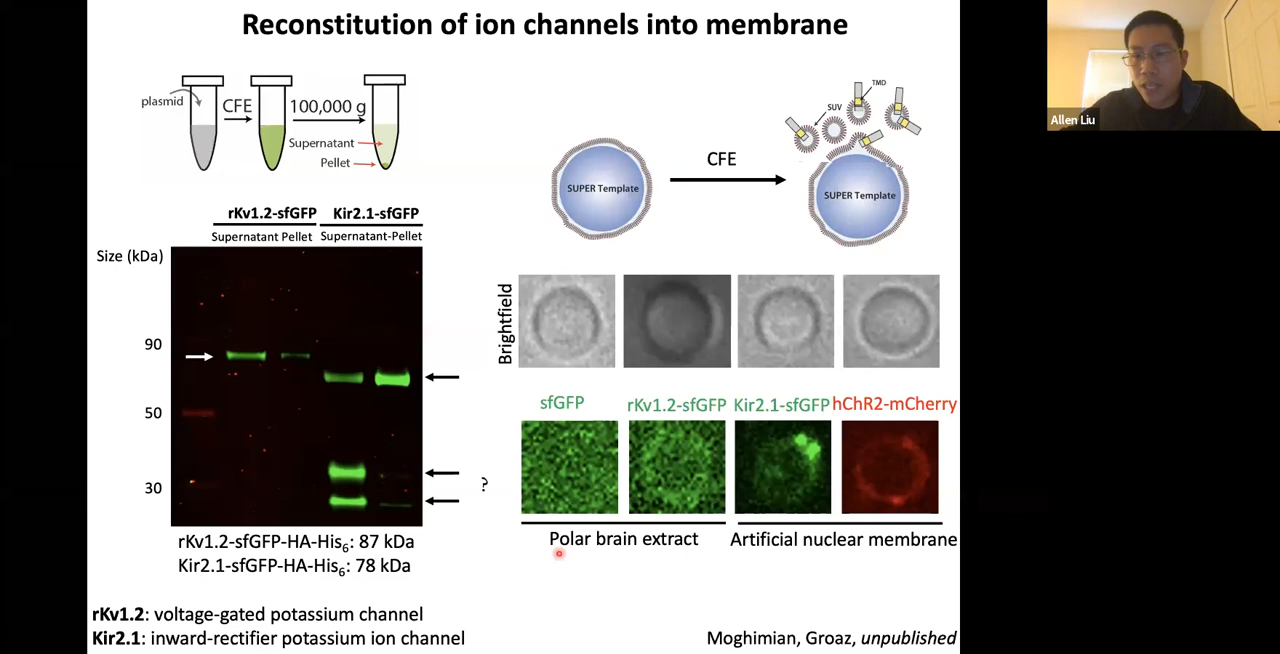 Reconstitution of ion channels into membrane
Allen Liu
plasmid
CFE
100,000 g
Supernatant
Pellet
SUPER Template
CFE
SUV
TMD
SUPER Template
rKv1.2-sfGFP Kir2.1-sfGFP
Supernatant Pellet Supernatant-Pellet
Size (kDa)
90
50
30
?
rKv1.2-sfGFP-HA-His6: 87 kDa
Kir2.1-sfGFP-HA-His6: 78 kDa
Brightfield
sfGFP rKv1.2-sfGFP Kir2.1-sfGFP hChR2-mCherry
Polar brain extract Artificial nuclear membrane
rKv1.2: voltage-gated potassium channel
Kir2.1: inward-rectifier potassium ion channel
Moghimian, Groaz, unpublished